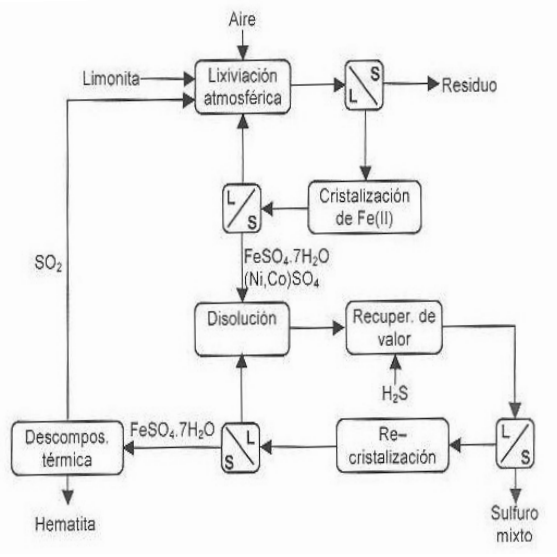 Aire
Limonita
Lixiviación
atmosférica
S
L
Residuo
Cristalización
de Fe(II)
L
S
SO₂
FeSO₄.7H₂O
(Ni,Co)SO₄
Disolución
Recuper. de
valor
H₂S
FeSO₄.7H₂O
Descompos.
térmica
L
S
Re–
cristalización
L
S
Hematita
Sulfuro
mixto